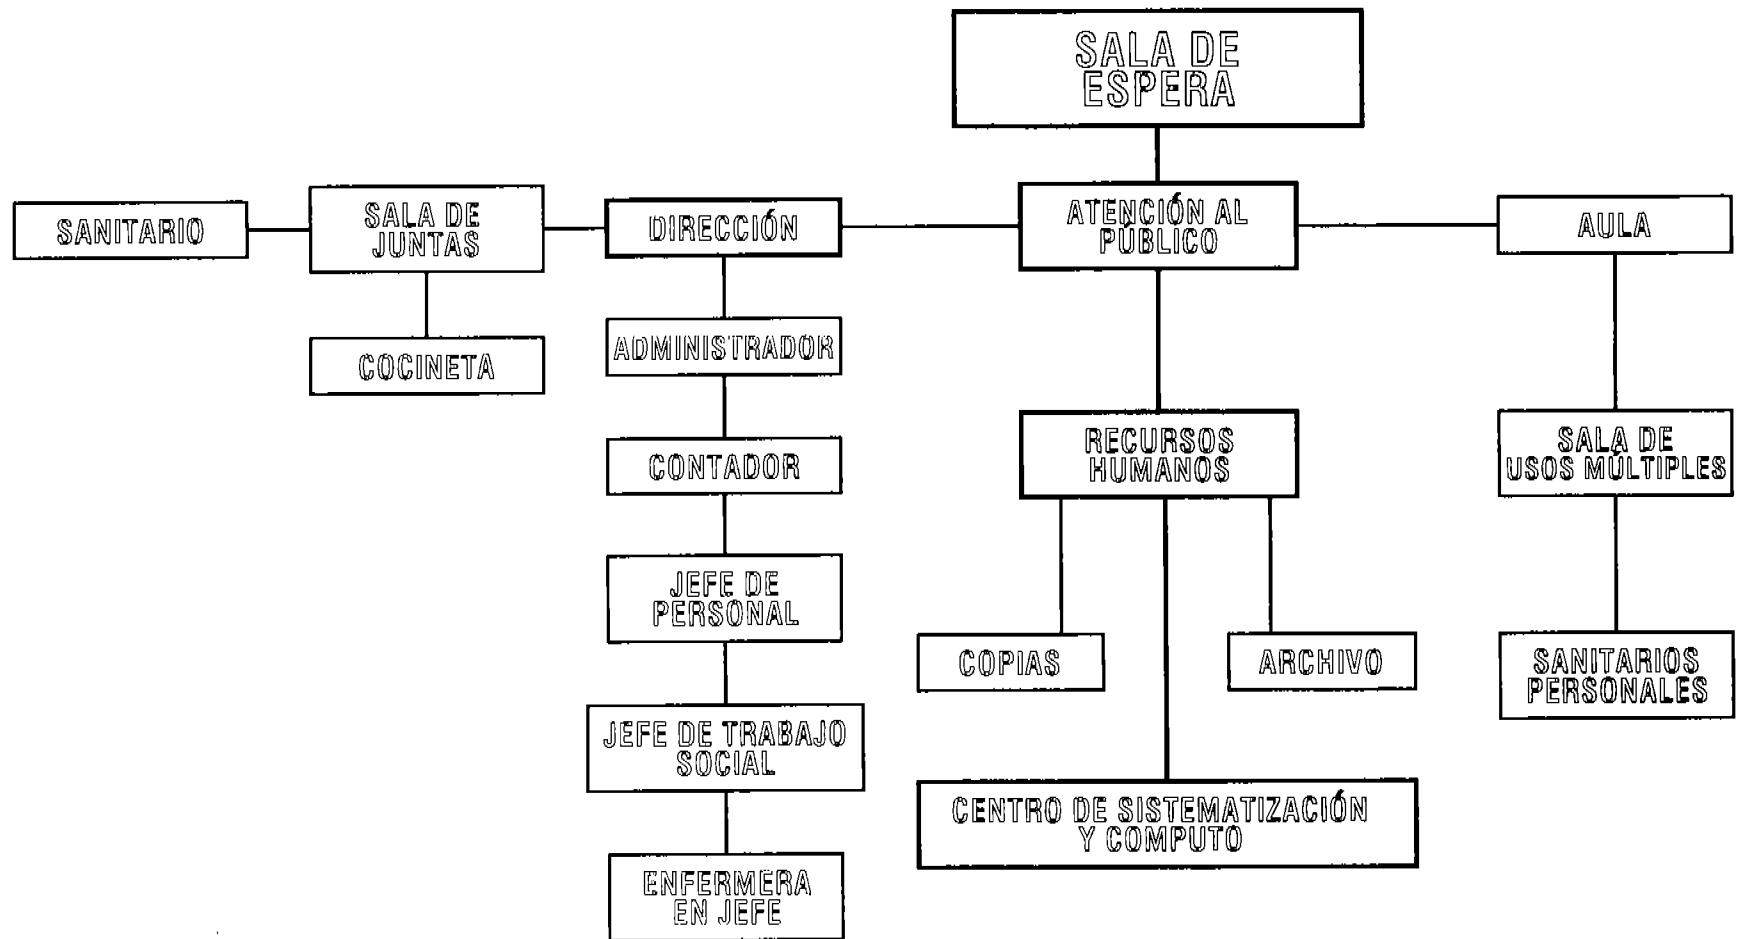 SALA DE
ESPERA
SANITARIO
SALA DE
JUNTAS
DIRECCIÓN
ATENCIÓN AL
PÚBLICO
AULA
COCINETA
ADMINISTRADOR
CONTADOR
RECURSOS
HUMANOS
SALA DE
USOS MÚLTIPLES
JEFE DE
PERSONAL
COPIAS
ARCHIVO
SANITARIOS
PERSONALES
JEFE DE TRABAJO
SOCIAL
CENTRO DE SISTEMATIZACIÓN
Y COMPUTO
ENFERMERA
EN JEFE